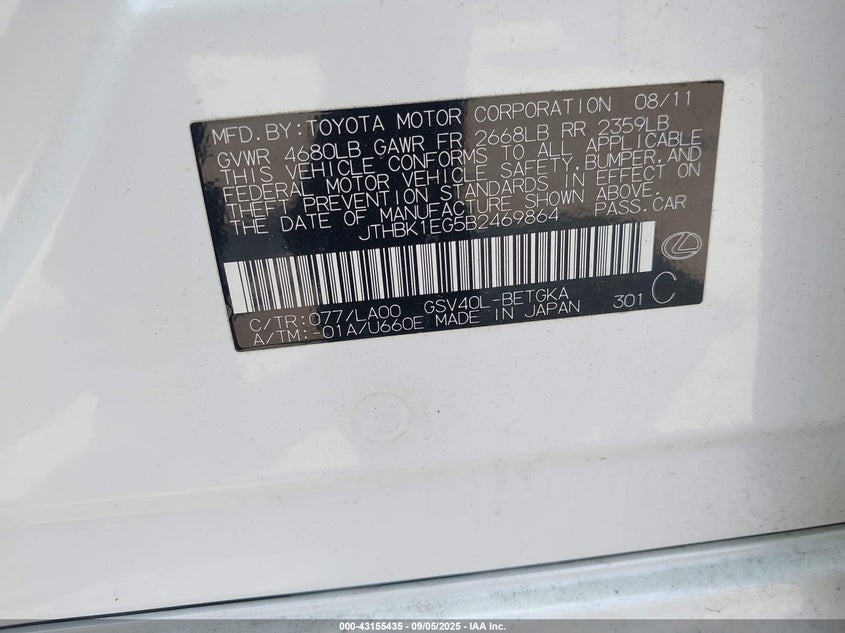 MFD. BY: TOYOTA MOTOR CORPORATION 08/11
GVWR 4680LB GAWR FR 2668LB RR 2359LB
THIS VEHICLE CONFORMS TO ALL APPLICABLE
FEDERAL MOTOR VEHICLE SAFETY, BUMPER, AND
THEFT PREVENTION STANDARDS IN EFFECT ON
THE DATE OF MANUFACTURE SHOWN ABOVE.
JTHBK1EG5B2469864 PASS. CAR
C/TR: 077/LA00 GSV40L-BETGKA 301 C
A/TM: -01A/U660E MADE IN JAPAN
000-43155435 - 09/05/2025 - IAA Inc.